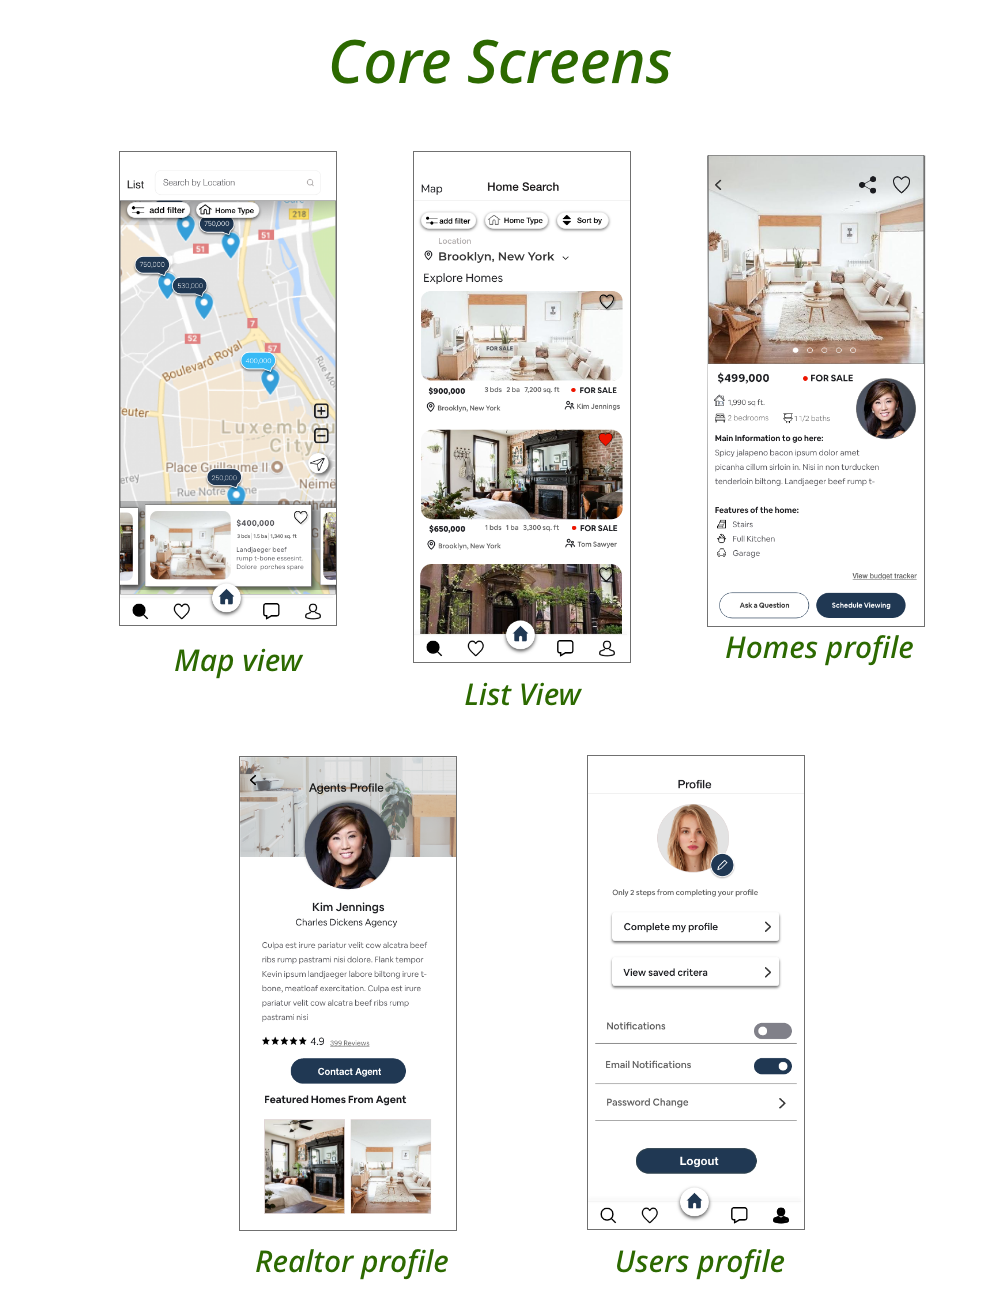 Core Screens
List
Search by Location
add filter
Home Type
218
750,000
51
51
750,000
530,000
7
52
57
Boulevard Royal
400,000
euter
Luxembou
City
Place Guillaume II
250,000
Rue Notre
me
Neime
$400,000
3 bds | 1.5 ba | 1,340 sq. ft
Landjaeger beef
rump t-bone essesint.
Dolore porches spare
Map view
Map
Home Search
add filter
Home Type
Sort by
Location
Brooklyn, New York
Explore Homes
FOR SALE
$900,000
3 bds 2 ba 7,200 sq. ft
FOR SALE
Brooklyn, New York
Kim Jennings
$650,000
1 bds 1 ba 3,300 sq. ft
FOR SALE
Brooklyn, New York
Tom Sawyer
List View
$499,000
FOR SALE
1,990 sq ft.
2 bedrooms
1 1/2 baths
Main Information to go here:
Spicy jalapeno bacon ipsum dolor amet
picanha cillum sirloin in. Nisi in non turducken
tenderloin biltong. Landjaeger beef rump t-
Features of the home:
Stairs
Full Kitchen
Garage
View budget tracker
Ask a Question
Schedule Viewing
Homes profile
Agents Profile
Kim Jennings
Charles Dickens Agency
Culpa est irure pariatur velit cow alcatra beef
ribs rump pastrami nisi dolore. Flank tempor
Kevin ipsum landjaeger labore biltong irure t-
bone, meatloaf exercitation. Culpa est irure
pariatur velit cow alcatra beef ribs rump
pastrami nisi
4.9
399 Reviews
Contact Agent
Featured Homes From Agent
Realtor profile
Profile
Only 2 steps from completing your profile
Complete my profile
View saved critera
Notifications
Email Notifications
Password Change
Logout
Users profile